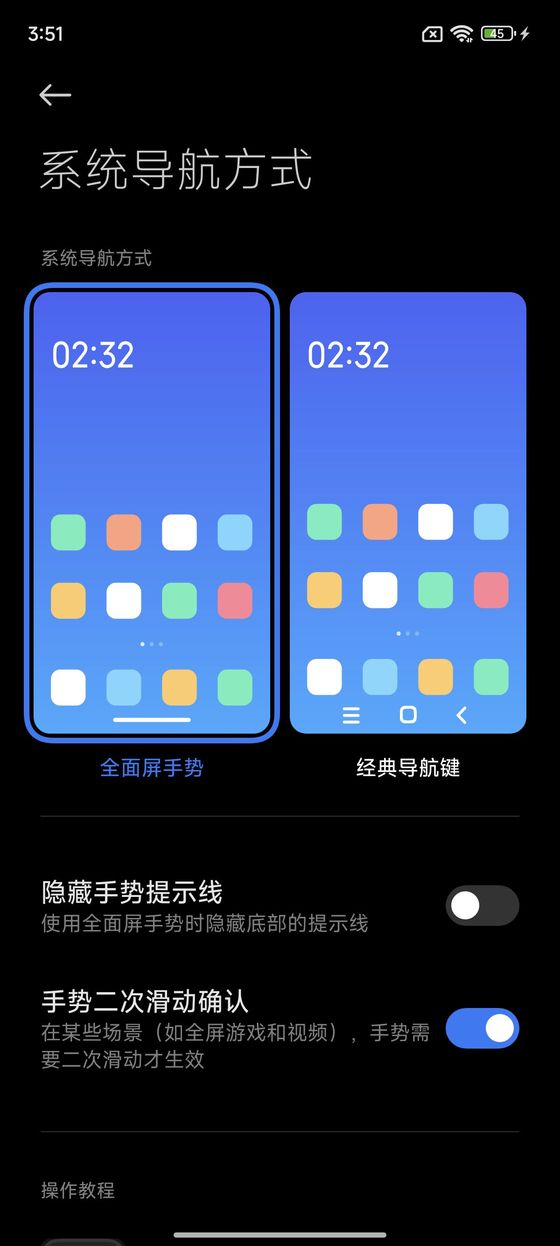 3:51
45
系统导航方式
系统导航方式
02:32
02:32
全面屏手势
经典导航键
隐藏手势提示线
使用全面屏手势时隐藏底部的提示线
手势二次滑动确认
在某些场景（如全屏游戏和视频），手势需
要二次滑动才生效
操作教程